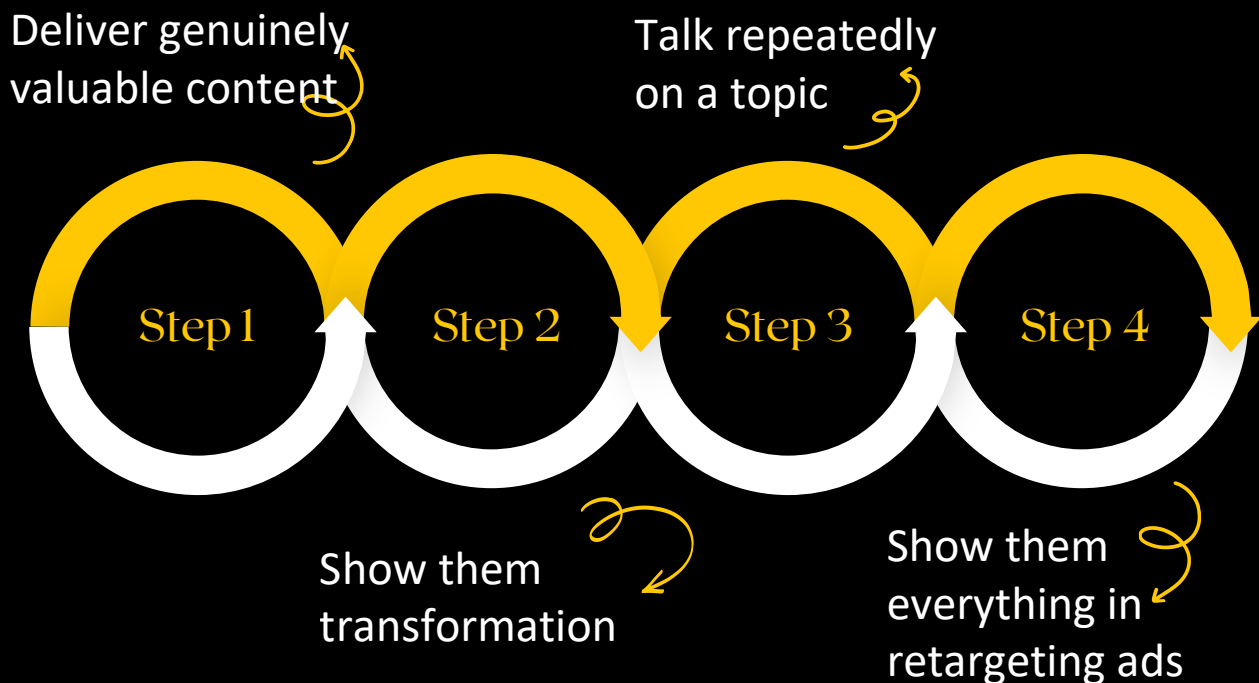 Deliver genuinely
valuable content
Talk repeatedly
on a topic
Step 1
Step 2
Step 3
Step 4
Show them
transformation
Show them
everything in
retargeting ads